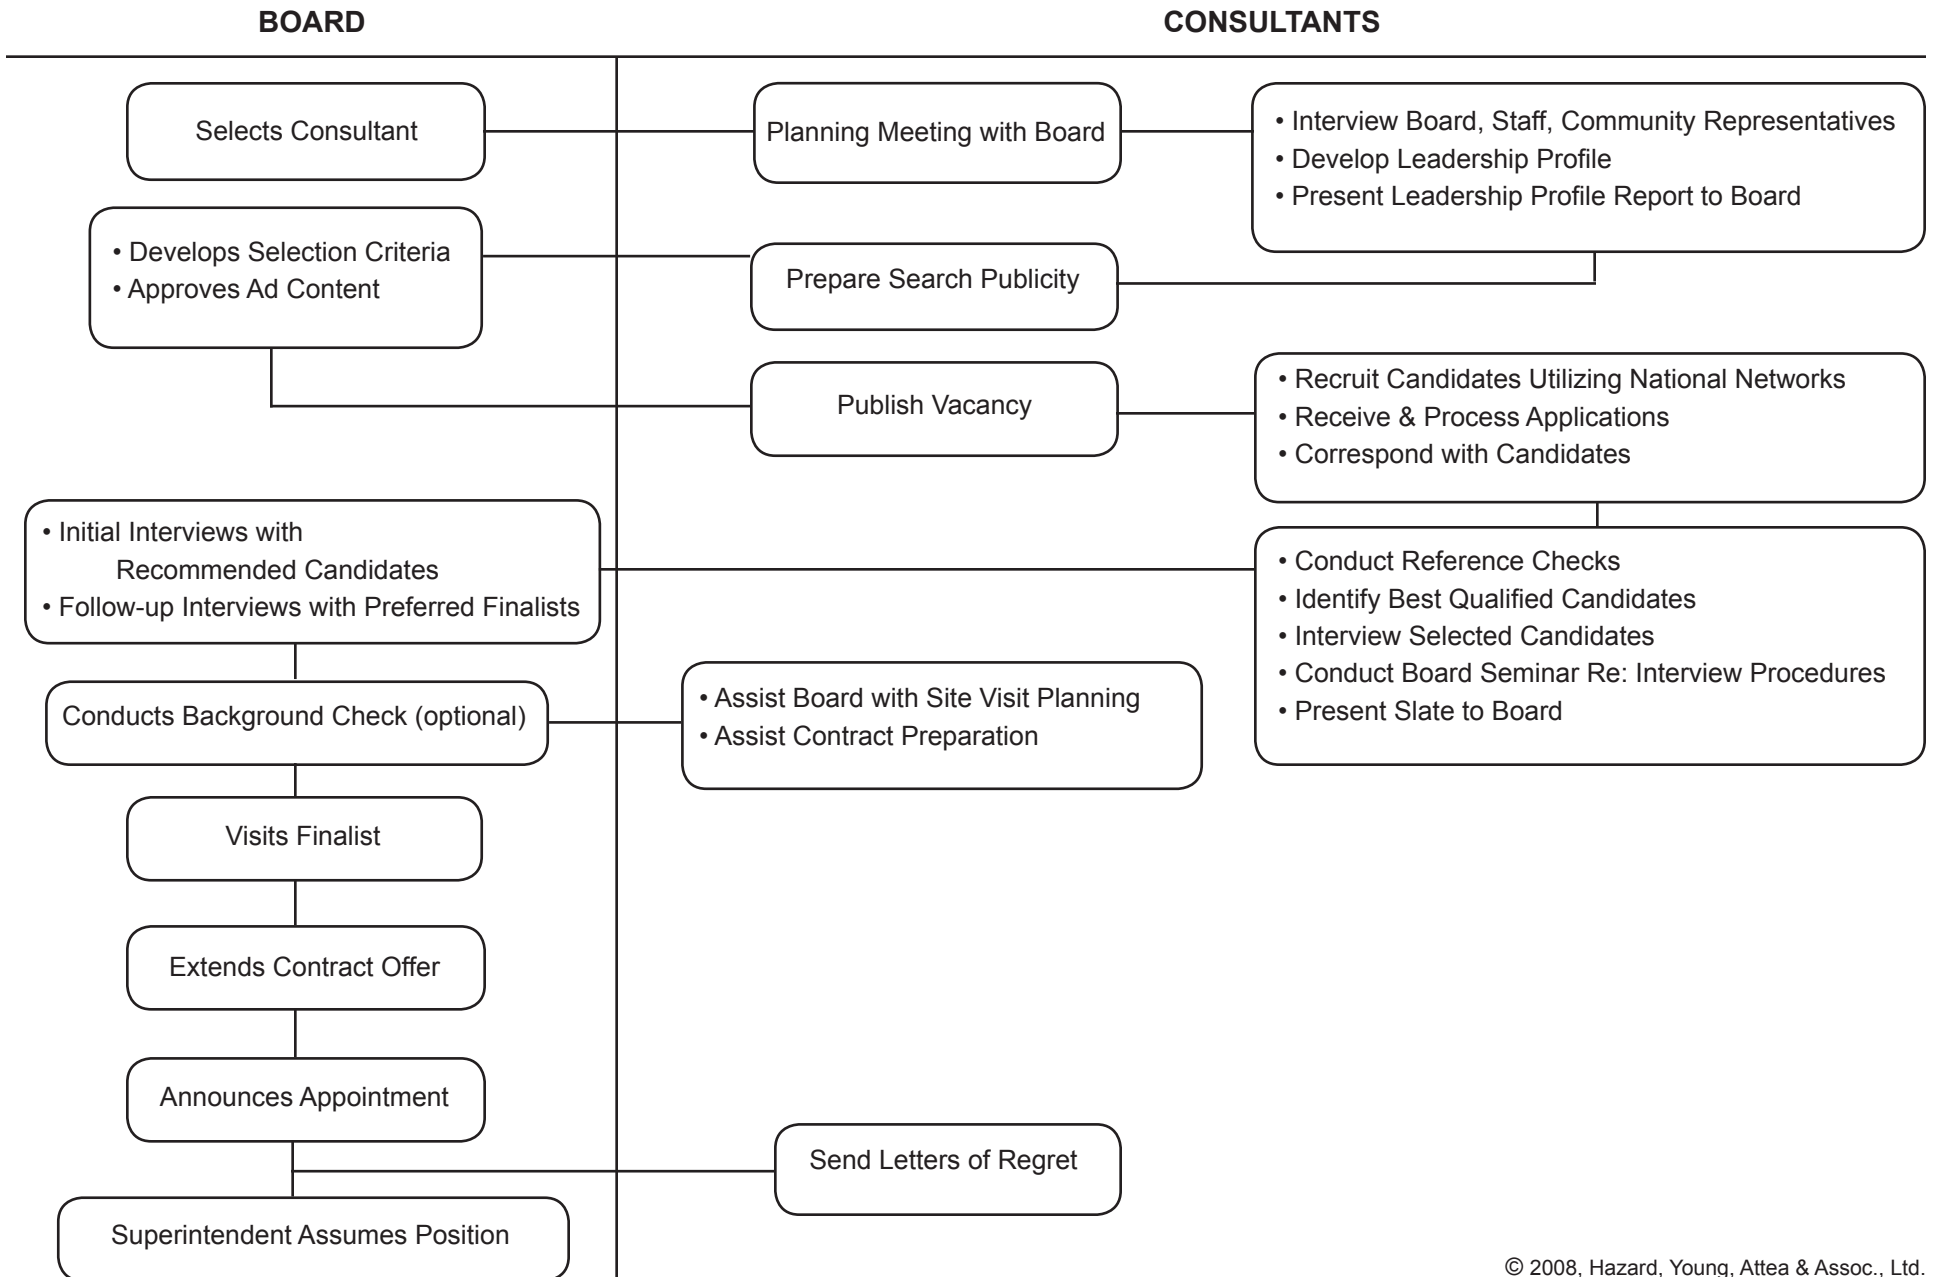 BOARD
CONSULTANTS
Selects Consultant
Planning Meeting with Board
• Interview Board, Staff, Community Representatives
• Develop Leadership Profile
• Present Leadership Profile Report to Board
• Develops Selection Criteria
• Approves Ad Content
Prepare Search Publicity
Publish Vacancy
• Recruit Candidates Utilizing National Networks
• Receive & Process Applications
• Correspond with Candidates
• Initial Interviews with
Recommended Candidates
• Follow-up Interviews with Preferred Finalists
• Conduct Reference Checks
• Identify Best Qualified Candidates
• Interview Selected Candidates
• Conduct Board Seminar Re: Interview Procedures
• Present Slate to Board
Conducts Background Check (optional)
• Assist Board with Site Visit Planning
• Assist Contract Preparation
Visits Finalist
Extends Contract Offer
Announces Appointment
Send Letters of Regret
Superintendent Assumes Position
© 2008, Hazard, Young, Attea & Assoc., Ltd.